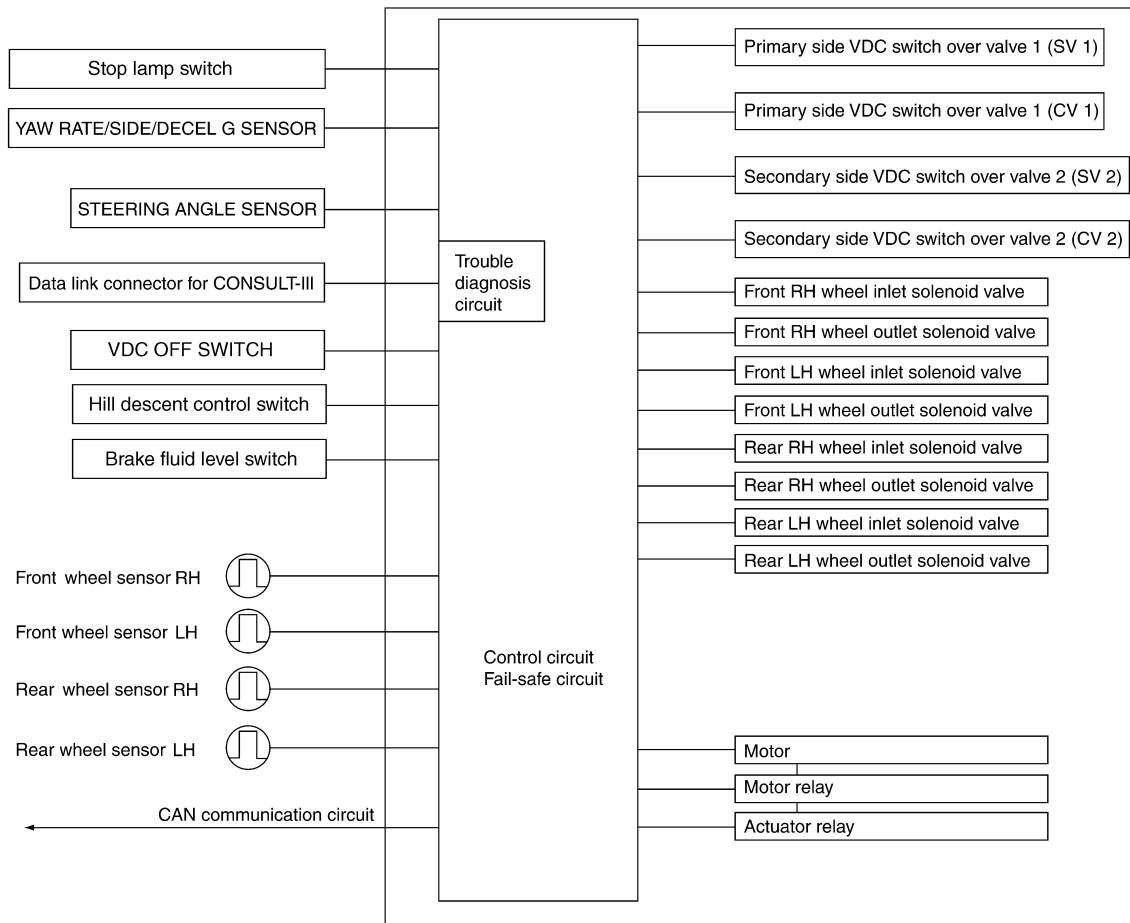 Stop lamp switch
YAW RATE/SIDE/DECEL G SENSOR
STEERING ANGLE SENSOR
Data link connector for CONSULT-III
VDC OFF SWITCH
Hill descent control switch
Brake fluid level switch
Front wheel sensor RH
Front wheel sensor LH
Rear wheel sensor RH
Rear wheel sensor LH
CAN communication circuit
Trouble
diagnosis
circuit
Control circuit
Fail-safe circuit
Primary side VDC switch over valve 1 (SV 1)
Primary side VDC switch over valve 1 (CV 1)
Secondary side VDC switch over valve 2 (SV 2)
Secondary side VDC switch over valve 2 (CV 2)
Front RH wheel inlet solenoid valve
Front RH wheel outlet solenoid valve
Front LH wheel inlet solenoid valve
Front LH wheel outlet solenoid valve
Rear RH wheel inlet solenoid valve
Rear RH wheel outlet solenoid valve
Rear LH wheel inlet solenoid valve
Rear LH wheel outlet solenoid valve
Motor
Motor relay
Actuator relay